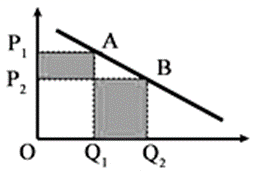 P₁ A
P₂ B
O Q₁ Q₂